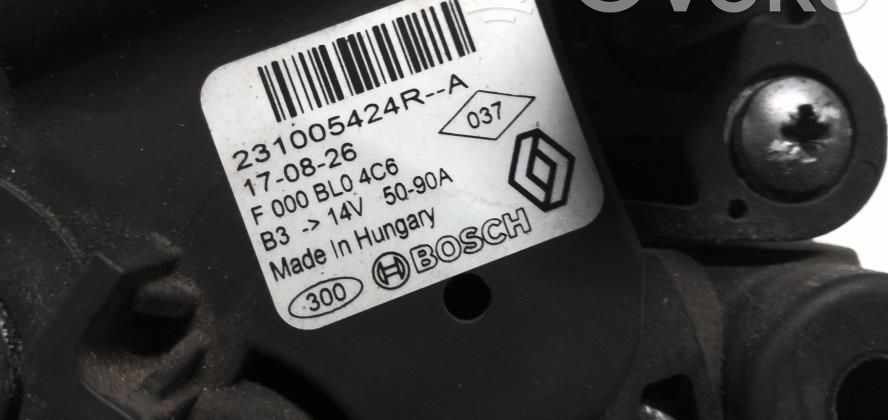 231005424R--A
037
17-08-26
F 000 BL0 4C6
B3 -> 14V 50-90A
Made In Hungary
300 BOSCH